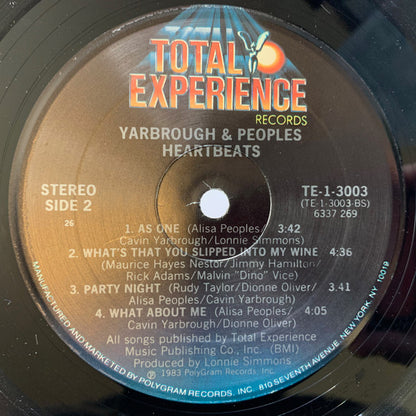 TOTAL
EXPERIENCE
RECORDS
YARBROUGH & PEOPLES
HEARTBEATS
STEREO
SIDE 2
26
TE-1-3003
(TE-1-3003-BS)
6337 269
1. AS ONE (Alisa Peoples/ 3:42
Cavin Yarbrough/Lonnie Simmons)
2. WHAT'S THAT YOU SLIPPED INTO MY WINE 4:36
(Maurice Hayes Nestor/Jimmy Hamilton/
Rick Adams/Malvin "Dino" Vice)
3. PARTY NIGHT (Rudy Taylor/Dionne Oliver/ 3.41
Alisa Peoples/Cavin Yarbrough)
4. WHAT ABOUT ME (Alisa Peoples/ 4:05
Cavin Yarbrough/Dionne Oliver)
All songs published by Total Experience
Music Publishing Co., Inc. (BMI)
Produced by Lonnie Simmons
℗ 1983 PolyGram Records, Inc.
MANUFACTURED AND MARKETED BY POLYGRAM RECORDS, INC. 810 SEVENTH AVENUE, NEW YORK, NY 10019